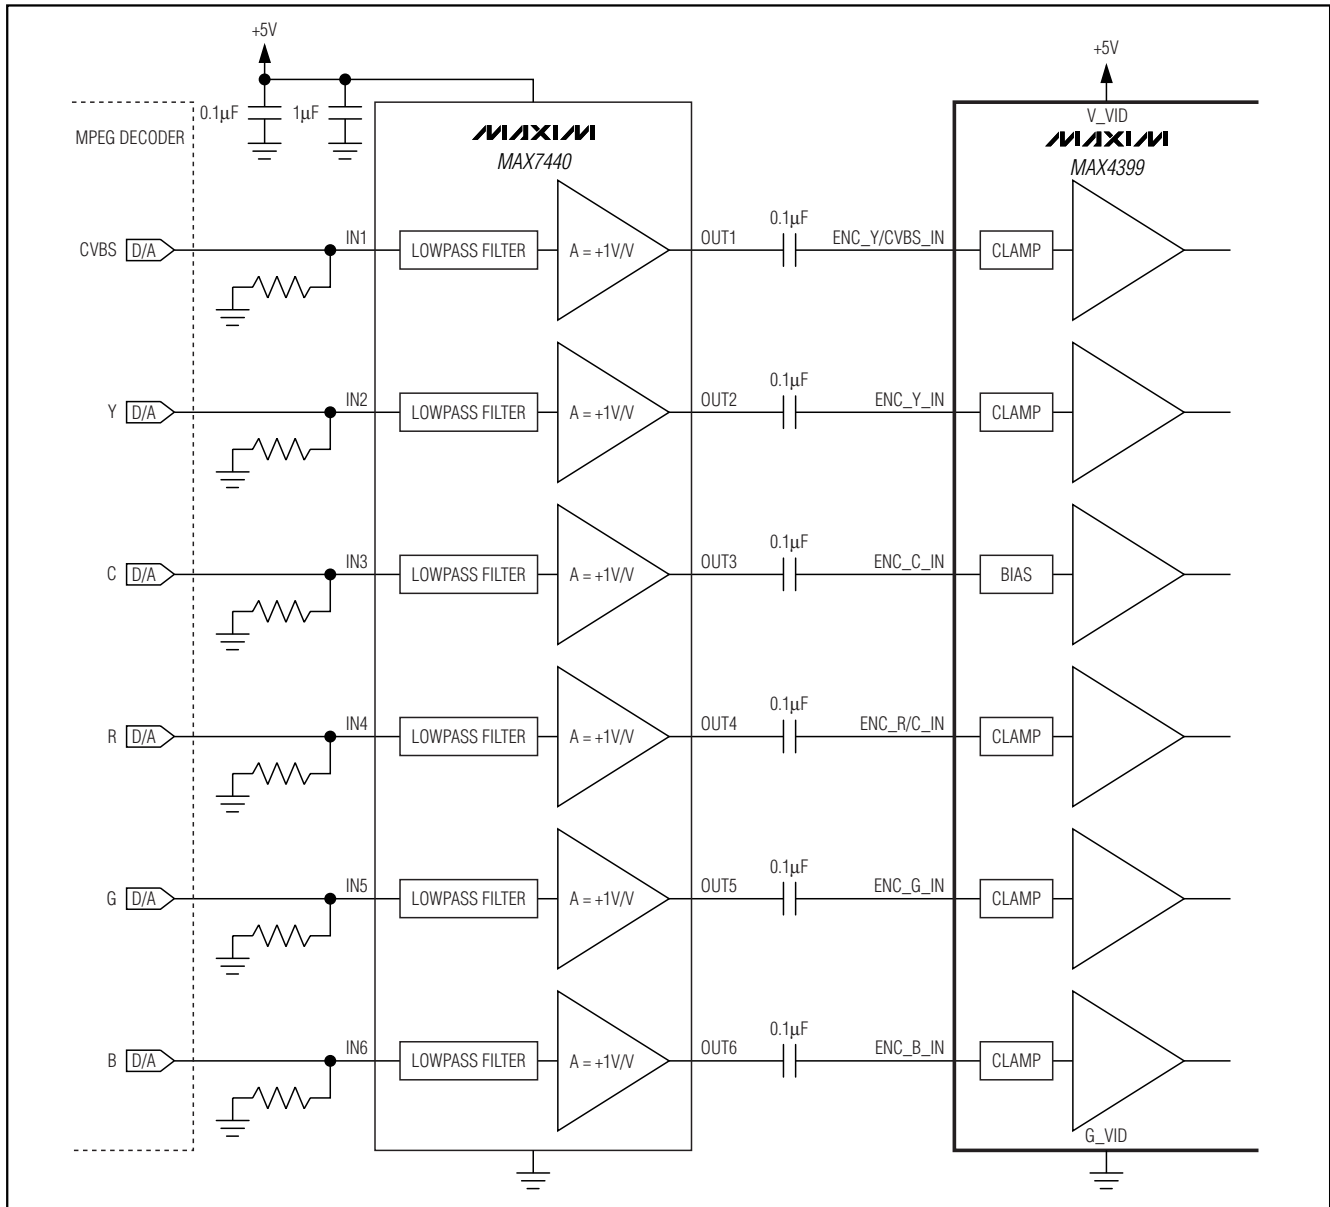 +5V
+5V
0.1µF
1µF
MPEG DECODER
MAXIM
MAX7440
V_VID
MAXIM
MAX4399
CVBS D/A IN1 LOWPASS FILTER A = +1V/V OUT1 0.1µF ENC_Y/CVBS_IN CLAMP
Y D/A IN2 LOWPASS FILTER A = +1V/V OUT2 0.1µF ENC_Y_IN CLAMP
C D/A IN3 LOWPASS FILTER A = +1V/V OUT3 0.1µF ENC_C_IN BIAS
R D/A IN4 LOWPASS FILTER A = +1V/V OUT4 0.1µF ENC_R/C_IN CLAMP
G D/A IN5 LOWPASS FILTER A = +1V/V OUT5 0.1µF ENC_G_IN CLAMP
B D/A IN6 LOWPASS FILTER A = +1V/V OUT6 0.1µF ENC_B_IN CLAMP
G_VID